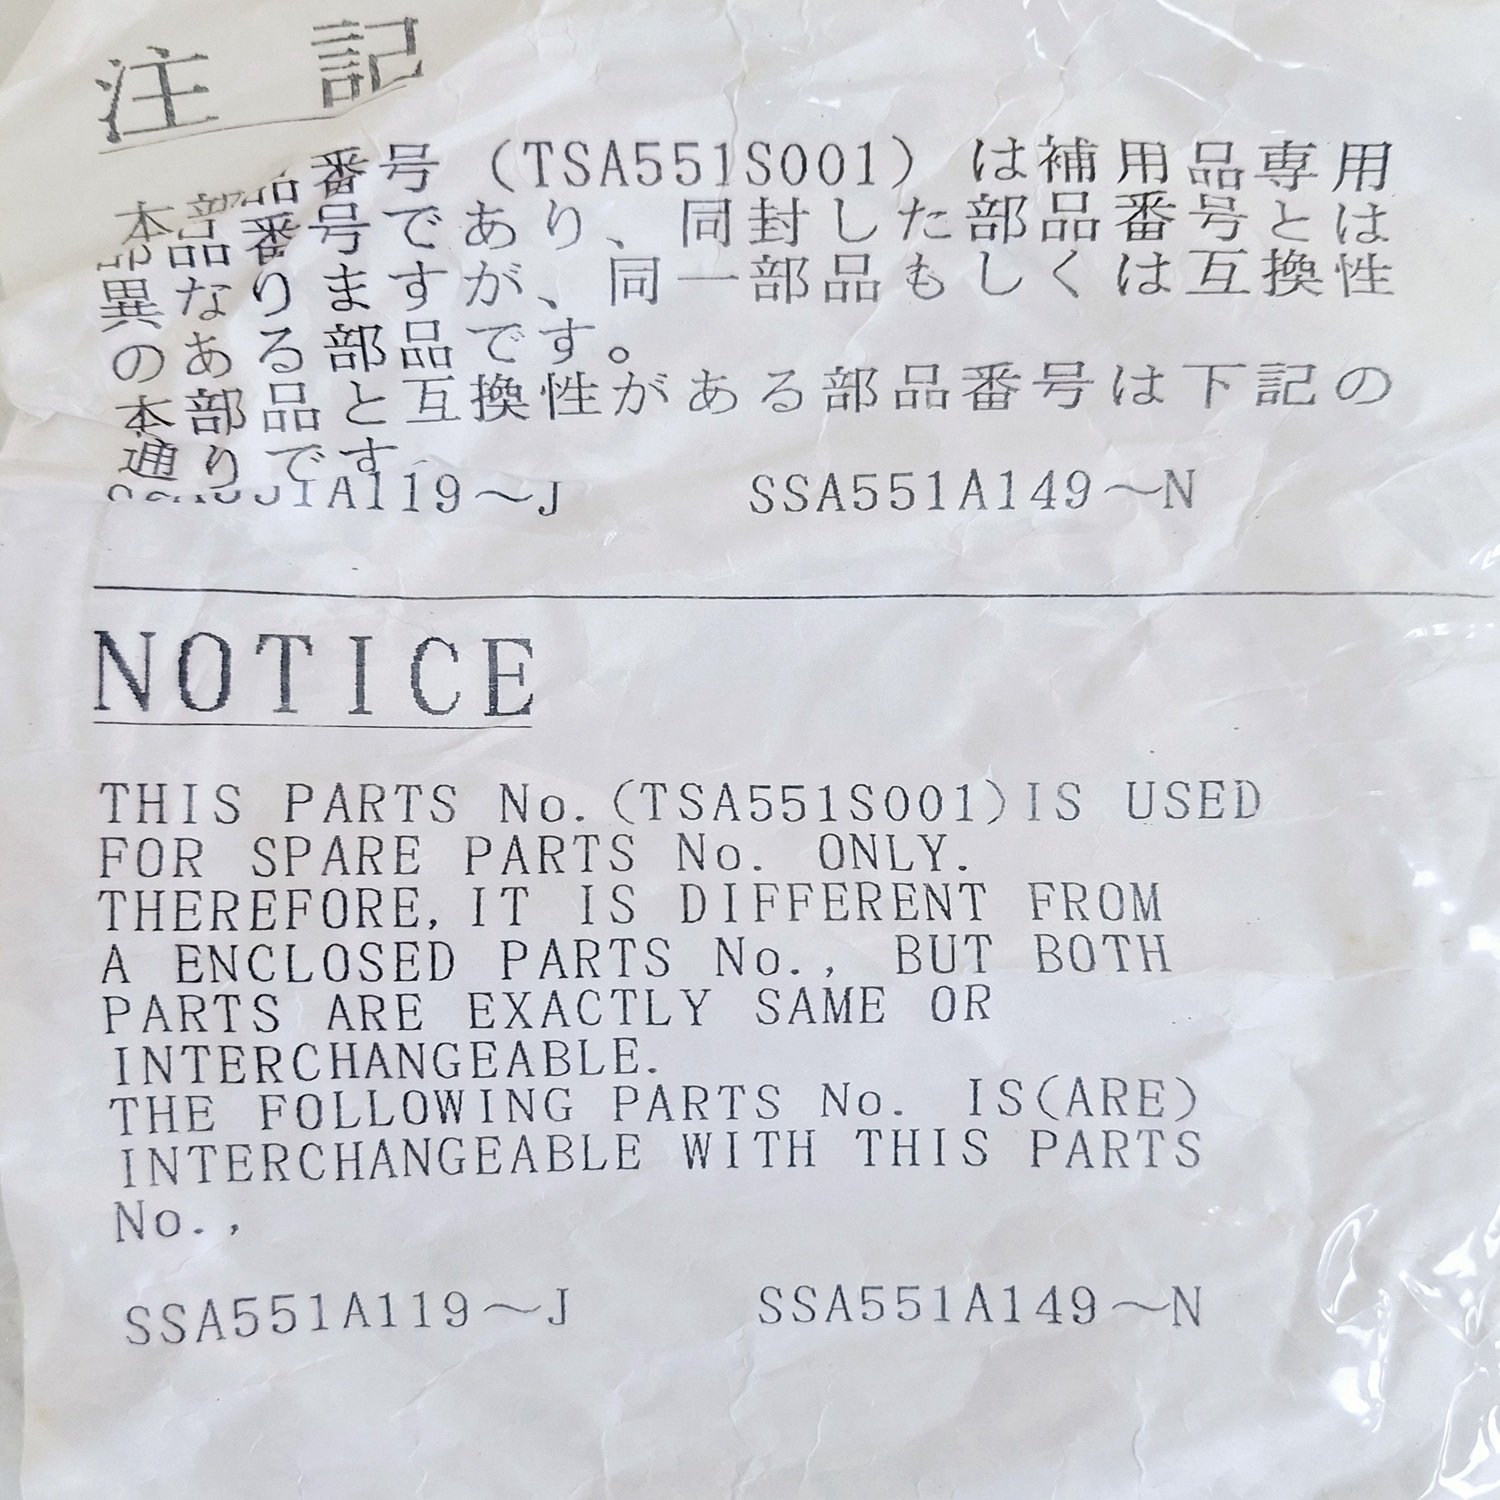 注 記
本部品番号（TSA551S001）は補用品専用
部品番号であり、同封した部品番号とは
異なりますが、同一部品もしくは互換性
のある部品です。
本部品と互換性がある部品番号は下記の
通りです
A119～J SSA551A149～N
NOTICE
THIS PARTS No.(TSA551S001)IS USED
FOR SPARE PARTS No. ONLY.
THEREFORE,IT IS DIFFERENT FROM
A ENCLOSED PARTS No., BUT BOTH
PARTS ARE EXACTLY SAME OR
INTERCHANGEABLE.
THE FOLLOWING PARTS No. IS(ARE)
INTERCHANGEABLE WITH THIS PARTS
No.,
SSA551A119～J SSA551A149～N